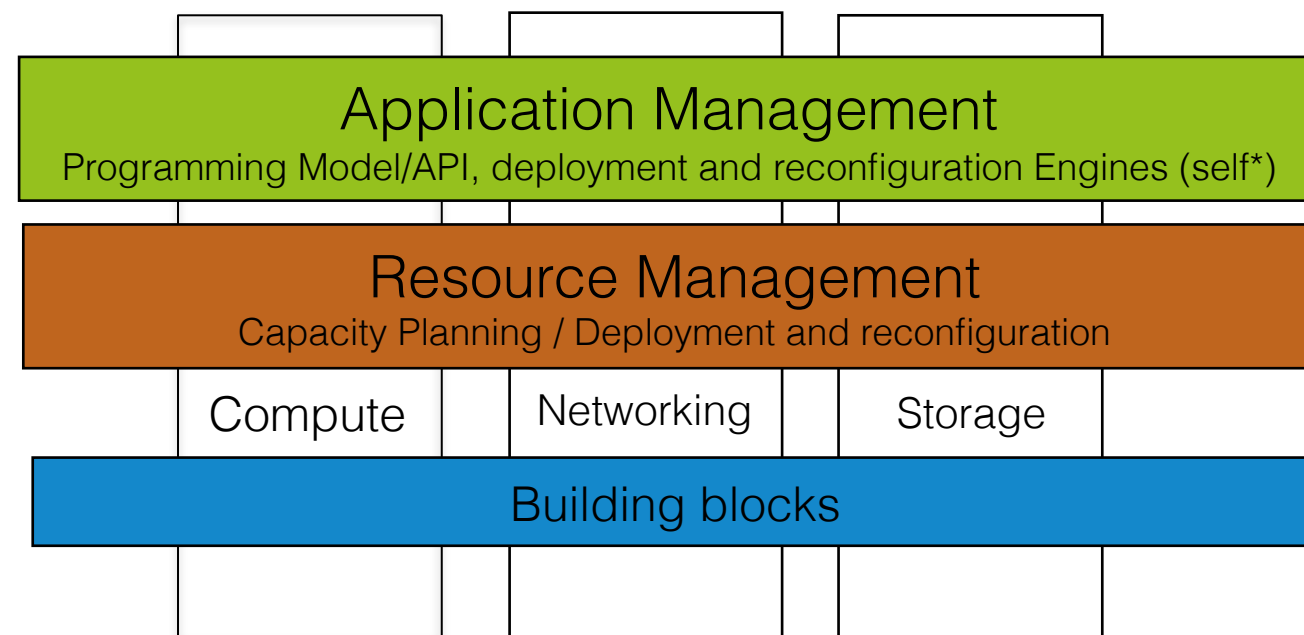 Application Management
Programming Model/API, deployment and reconfiguration Engines (self*)
Resource Management
Capacity Planning / Deployment and reconfiguration
Compute
Networking
Storage
Building blocks